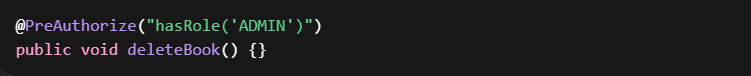 @PreAuthorize("hasRole('ADMIN')")
public void deleteBook() {}